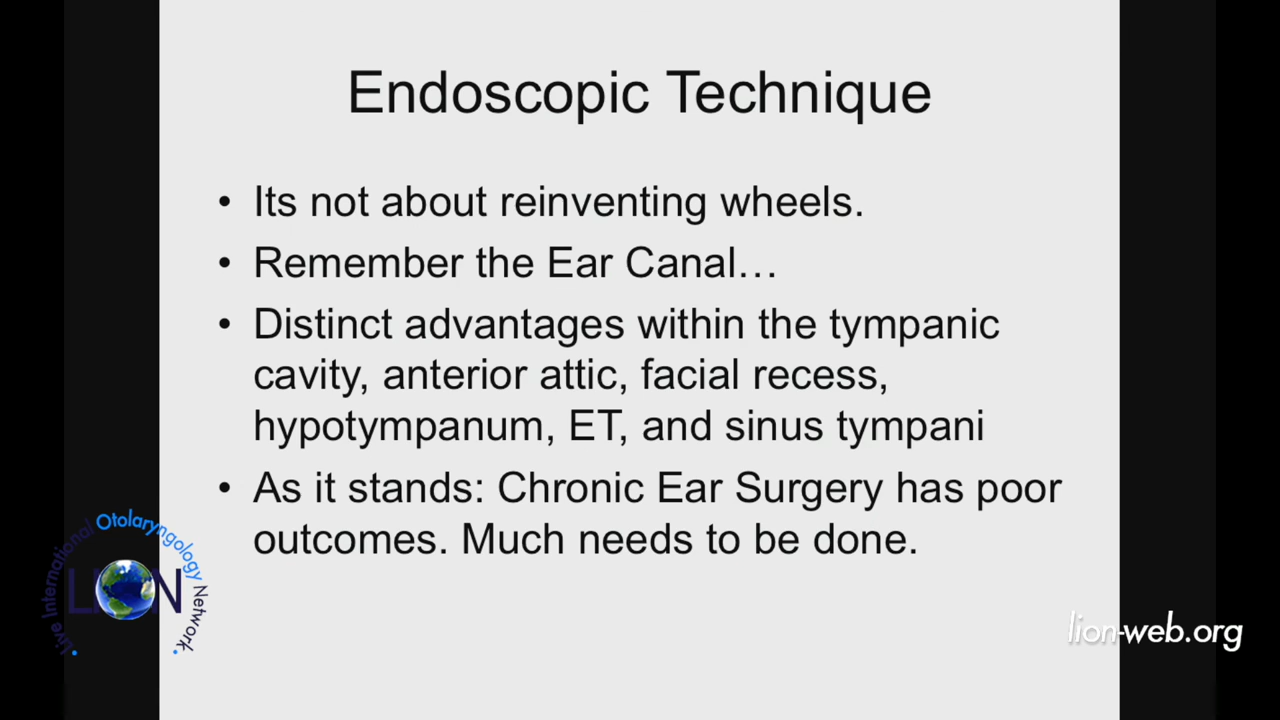 Endoscopic Technique
• Its not about reinventing wheels.
• Remember the Ear Canal…
• Distinct advantages within the tympanic
cavity, anterior attic, facial recess,
hypotympanum, ET, and sinus tympani
• As it stands: Chronic Ear Surgery has poor
outcomes. Much needs to be done.
Live International Otolaryngology Network
LION
lion-web.org